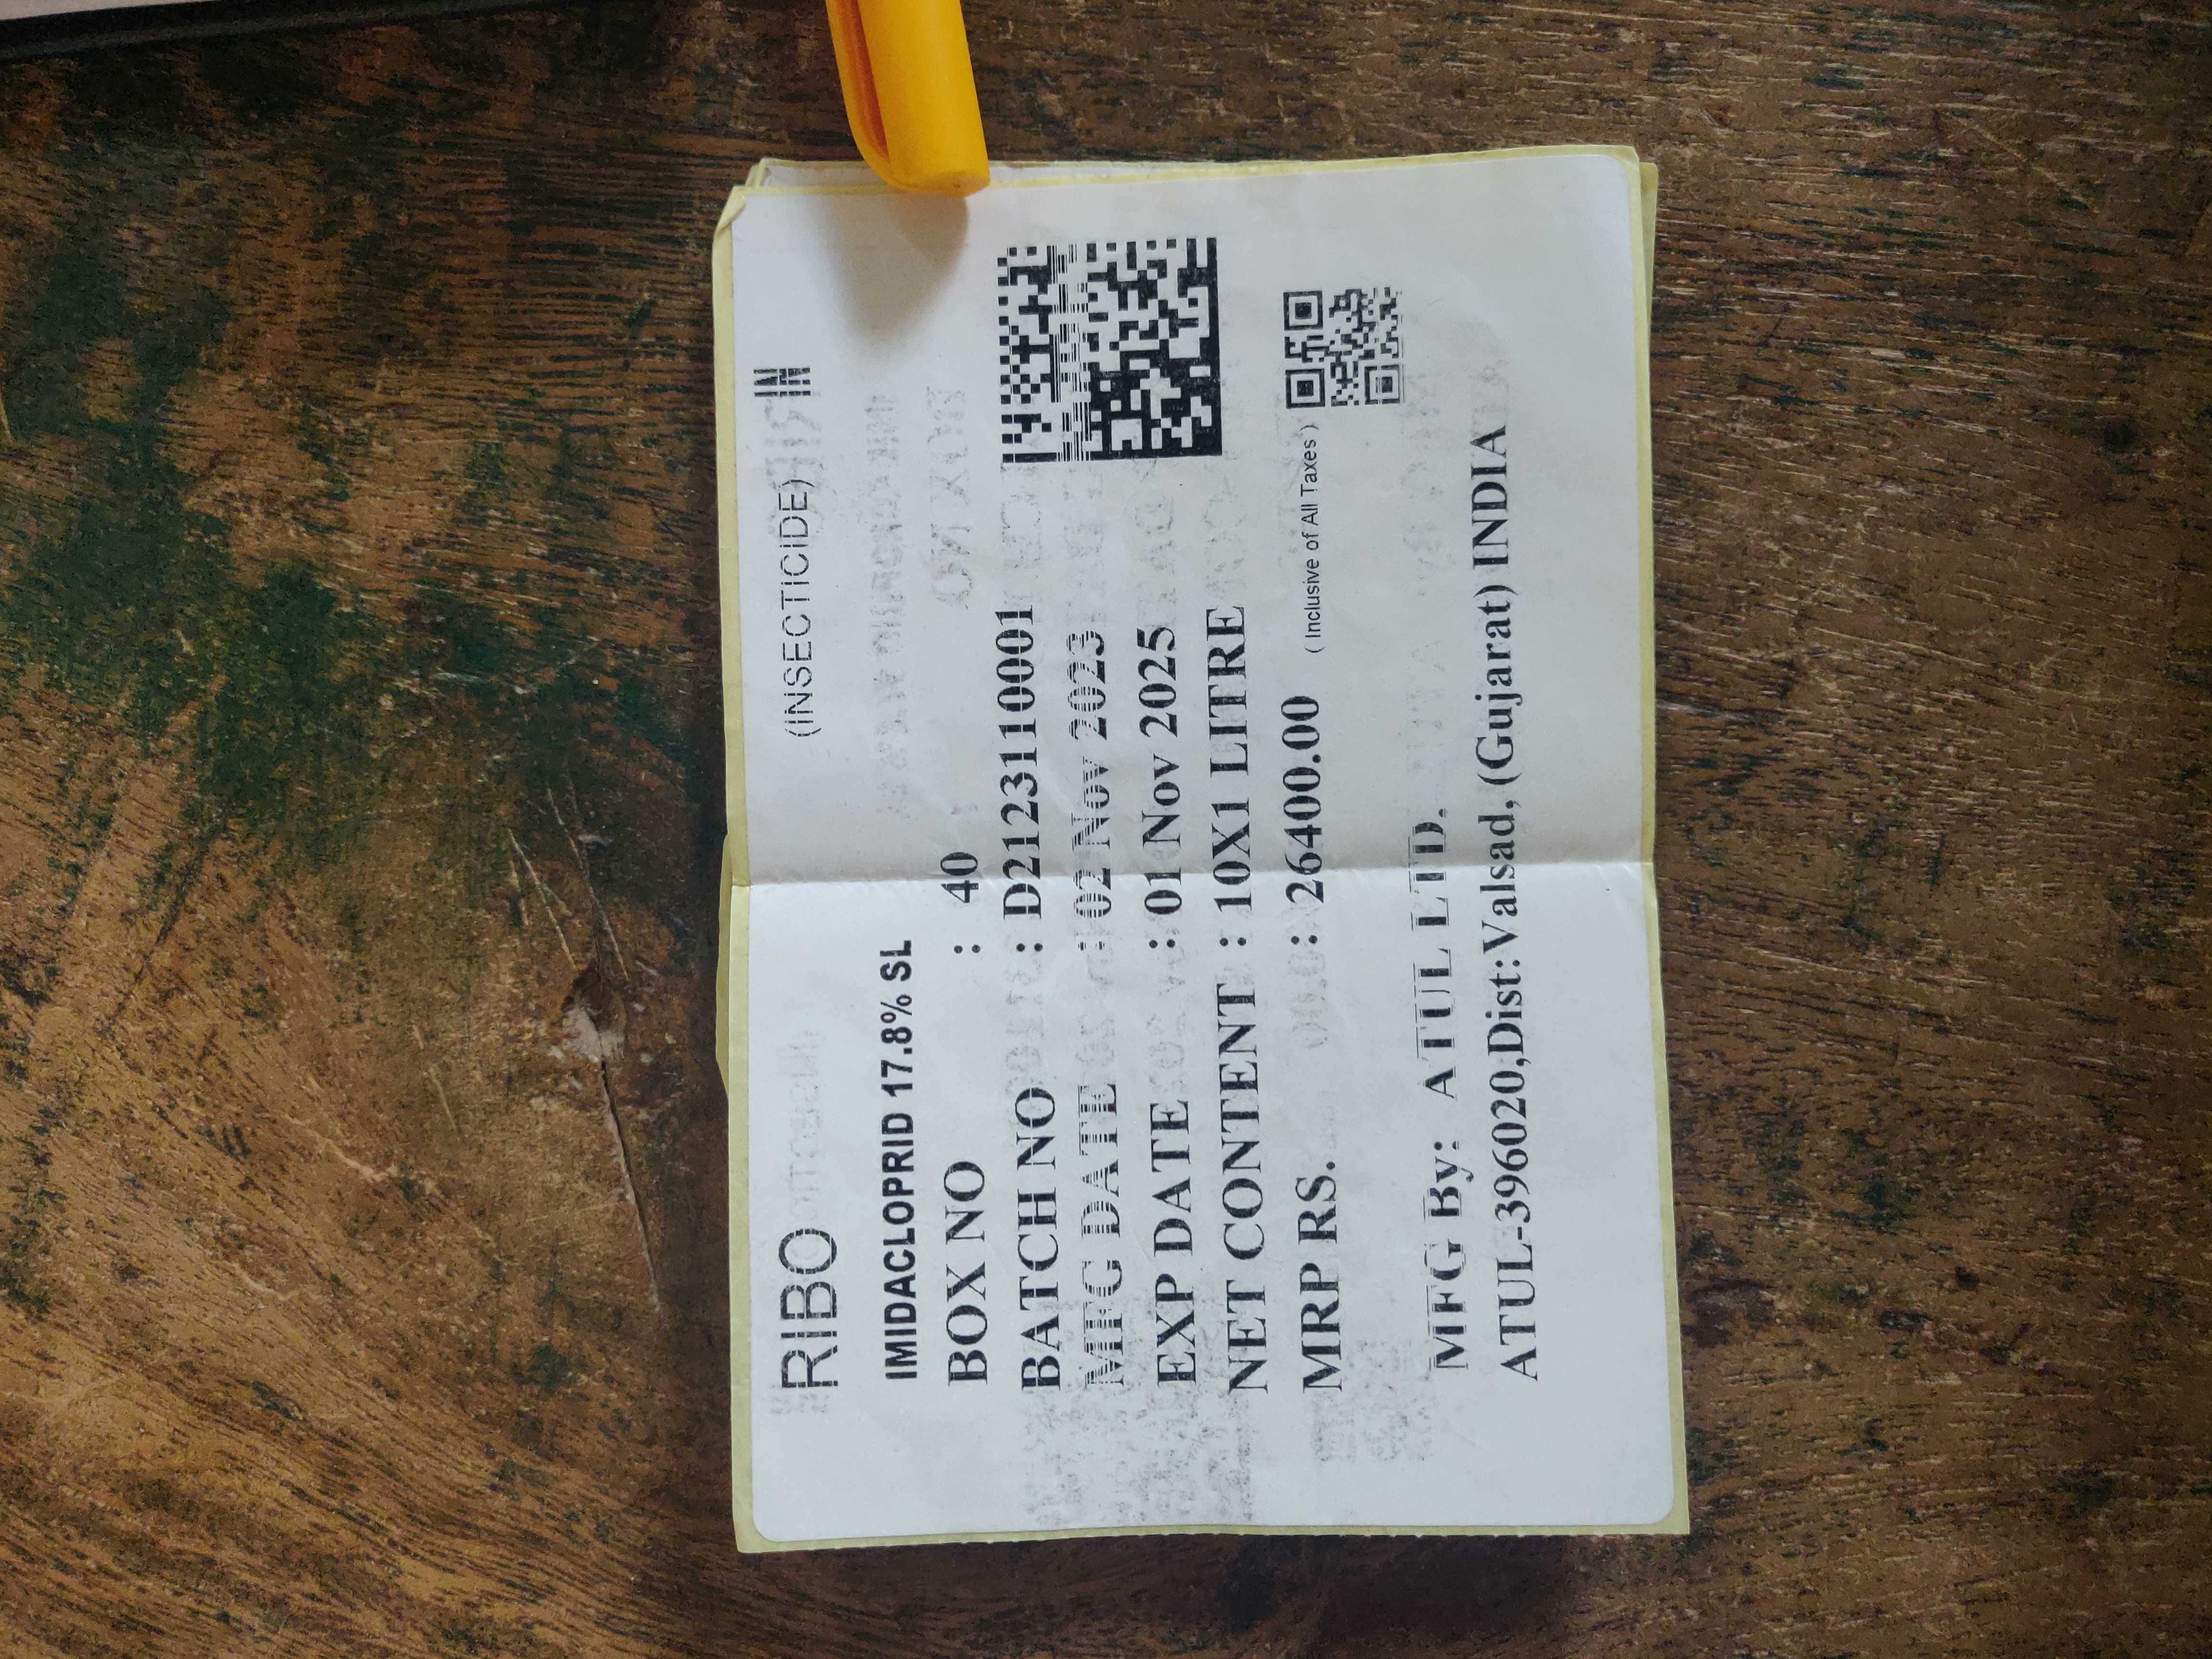 RIBO (INSECTICIDE) IN
IMIDACLOPRID 17.8% SL
BOX NO : 40
BATCH NO : D2123110001
MFG DATE : 02 Nov 2023
EXP DATE : 01 Nov 2025
NET CONTENT : 10X1 LITRE
MRP RS. : 26400.00 ( Inclusive of All Taxes )
MFG By: ATUL LTD.
ATUL-396020,Dist:Valsad, (Gujarat) INDIA